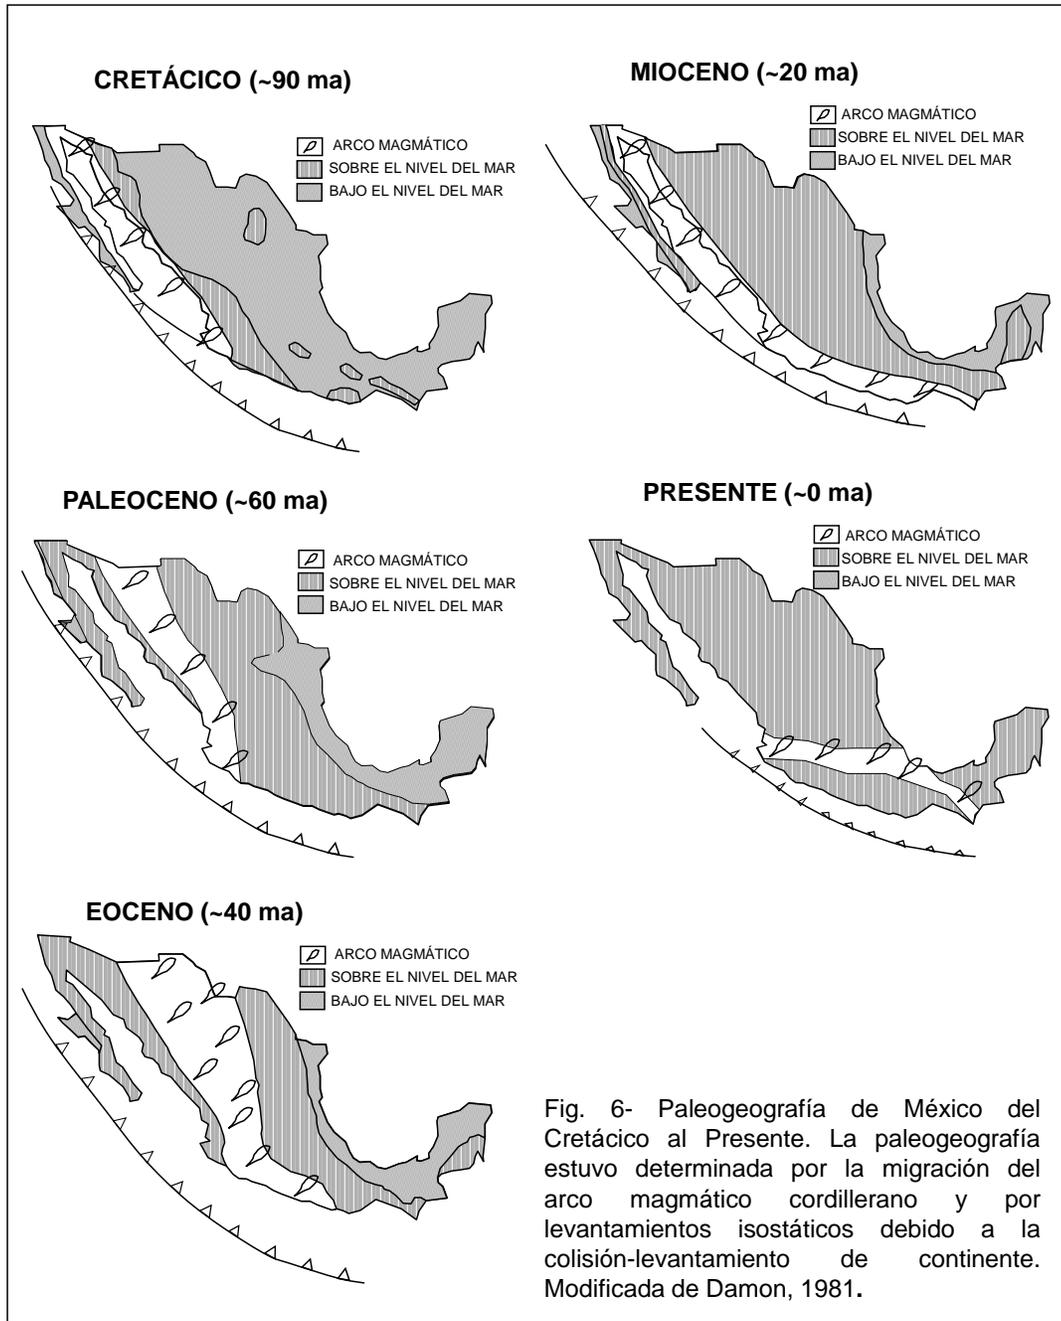 CRETÁCICO (~90 ma)
ARCO MAGMÁTICO
SOBRE EL NIVEL DEL MAR
BAJO EL NIVEL DEL MAR
MIOCENO (~20 ma)
ARCO MAGMÁTICO
SOBRE EL NIVEL DEL MAR
BAJO EL NIVEL DEL MAR
PALEOCENO (~60 ma)
ARCO MAGMÁTICO
SOBRE EL NIVEL DEL MAR
BAJO EL NIVEL DEL MAR
PRESENTE (~0 ma)
ARCO MAGMÁTICO
SOBRE EL NIVEL DEL MAR
BAJO EL NIVEL DEL MAR
EOCENO (~40 ma)
ARCO MAGMÁTICO
SOBRE EL NIVEL DEL MAR
BAJO EL NIVEL DEL MAR
Fig. 6- Paleogeografía de México del
Cretácico al Presente. La paleogeografía
estuvo determinada por la migración del
arco magmático cordillerano y por
levantamientos isostáticos debido a la
colisión-levantamiento de continente.
Modificada de Damon, 1981.